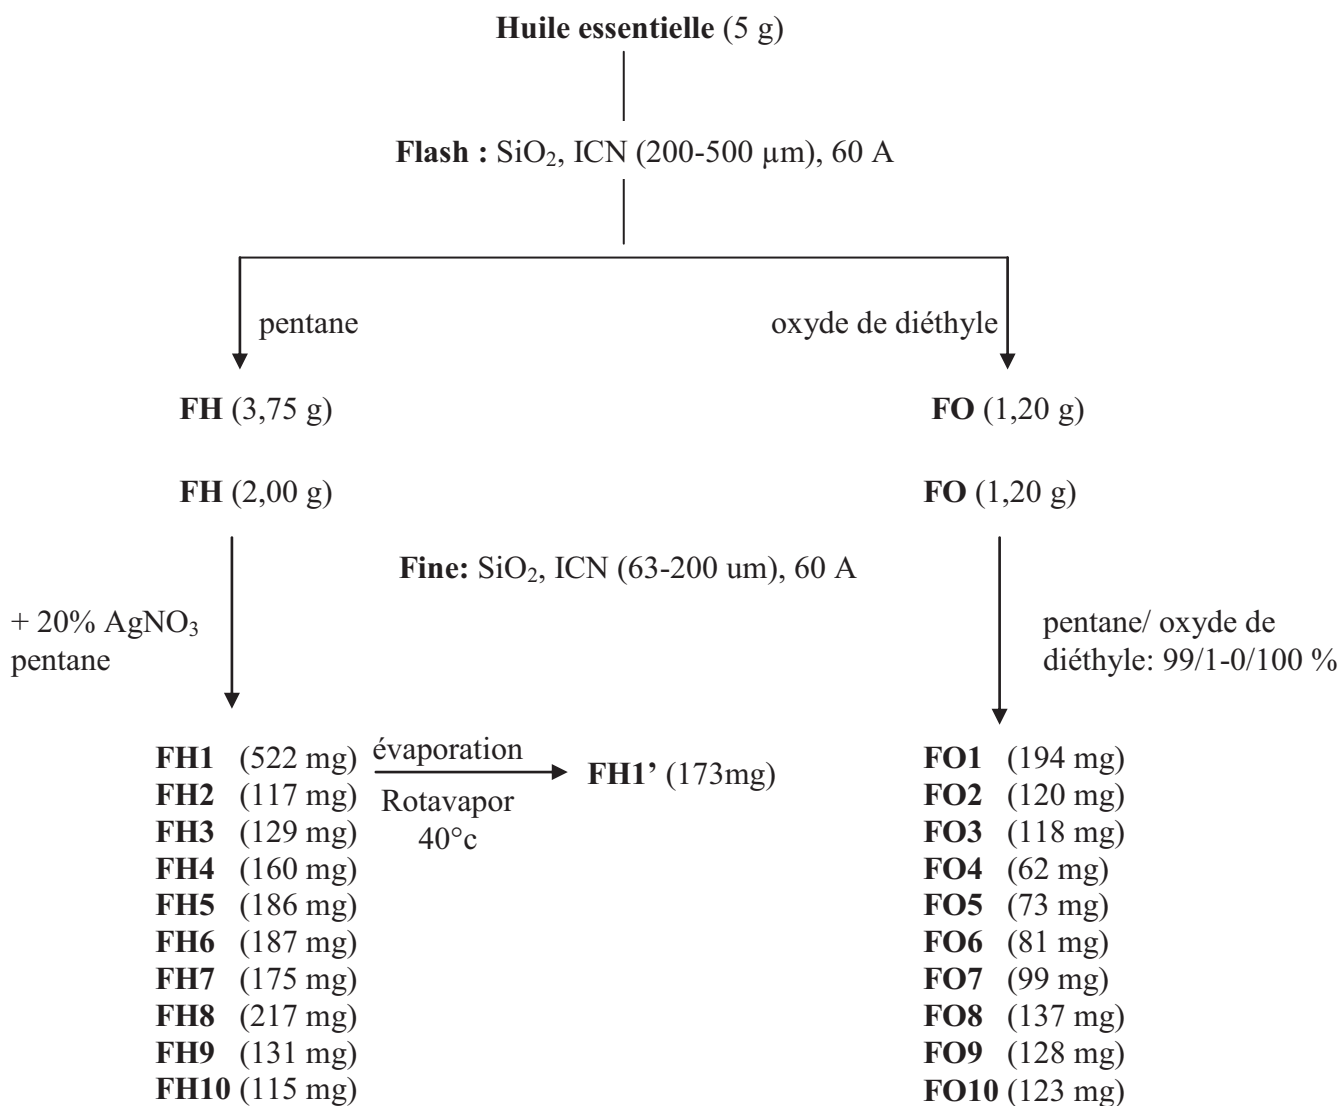 Huile essentielle (5 g)
Flash : SiO₂, ICN (200-500 µm), 60 A
pentane
oxyde de diéthyle
FH (3,75 g)
FO (1,20 g)
FH (2,00 g)
FO (1,20 g)
Fine: SiO₂, ICN (63-200 um), 60 A
+ 20% AgNO₃
pentane
pentane/ oxyde de
diéthyle: 99/1-0/100 %
FH1 (522 mg)
FH2 (117 mg)
FH3 (129 mg)
FH4 (160 mg)
FH5 (186 mg)
FH6 (187 mg)
FH7 (175 mg)
FH8 (217 mg)
FH9 (131 mg)
FH10 (115 mg)
évaporation
Rotavapor
40°c
FH1’ (173mg)
FO1 (194 mg)
FO2 (120 mg)
FO3 (118 mg)
FO4 (62 mg)
FO5 (73 mg)
FO6 (81 mg)
FO7 (99 mg)
FO8 (137 mg)
FO9 (128 mg)
FO10 (123 mg)